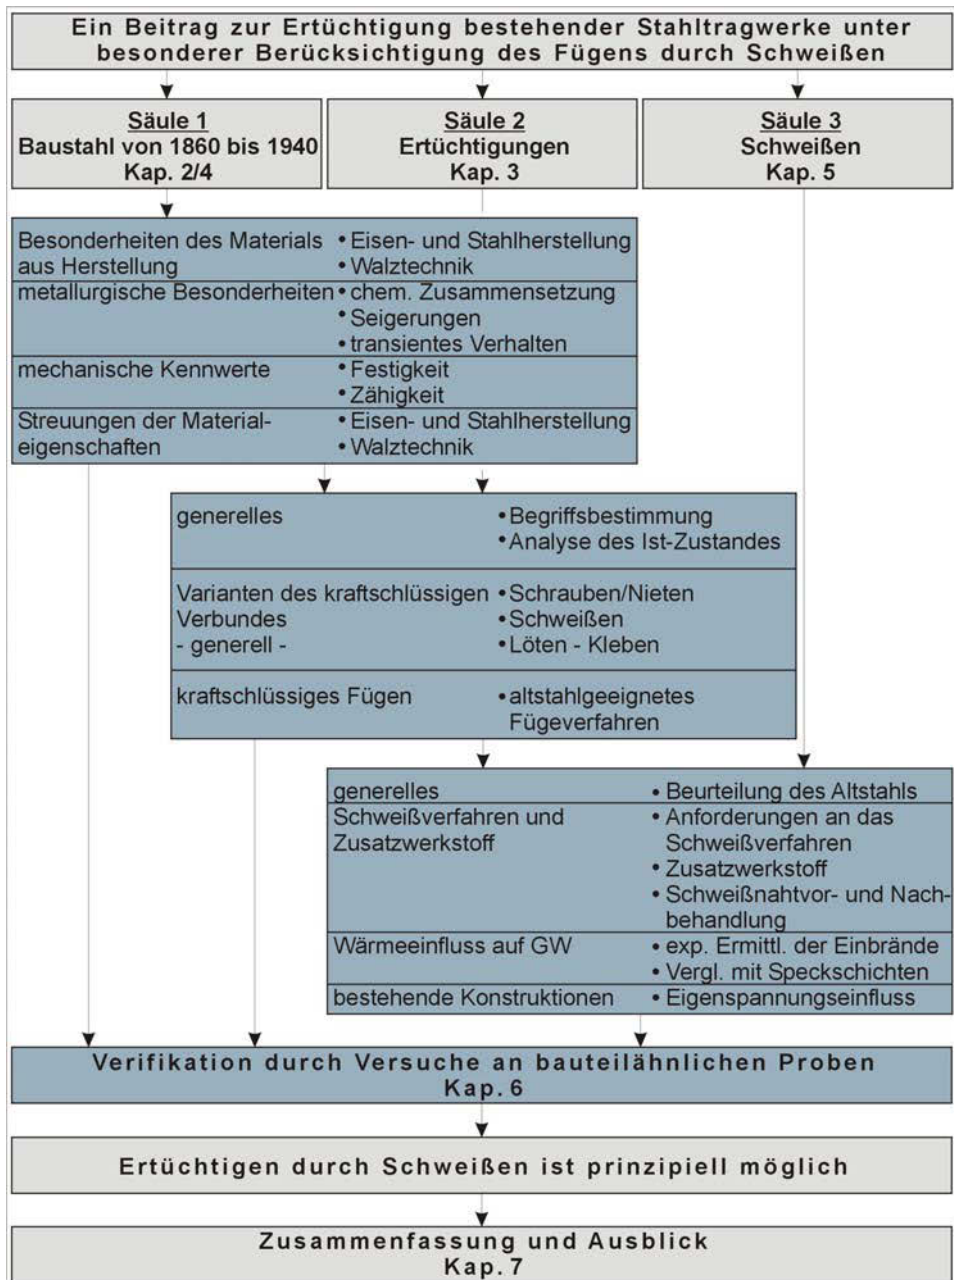 Ein Beitrag zur Ertüchtigung bestehender Stahltragwerke unter
besonderer Berücksichtigung des Fügens durch Schweißen
Säule 1
Baustahl von 1860 bis 1940
Kap. 2/4
Säule 2
Ertüchtigungen
Kap. 3
Säule 3
Schweißen
Kap. 5
Besonderheiten des Materials
aus Herstellung
• Eisen- und Stahlherstellung
• Walztechnik
metallurgische Besonderheiten
• chem. Zusammensetzung
• Seigerungen
• transientes Verhalten
mechanische Kennwerte
• Festigkeit
• Zähigkeit
Streuungen der Material-
eigenschaften
• Eisen- und Stahlherstellung
• Walztechnik
generelles
• Begriffsbestimmung
• Analyse des Ist-Zustandes
Varianten des kraftschlüssigen
Verbundes
- generell -
• Schrauben/Nieten
• Schweißen
• Löten - Kleben
kraftschlüssiges Fügen
• altstahlgeeignetes
Fügeverfahren
generelles
• Beurteilung des Altstahls
Schweißverfahren und
Zusatzwerkstoff
• Anforderungen an das
Schweißverfahren
• Zusatzwerkstoff
• Schweißnahtvor- und Nach-
behandlung
Wärmeeinfluss auf GW
• exp. Ermittl. der Einbrände
• Vergl. mit Speckschichten
bestehende Konstruktionen
• Eigenspannungseinfluss
Verifikation durch Versuche an bauteilähnlichen Proben
Kap. 6
Ertüchtigen durch Schweißen ist prinzipiell möglich
Zusammenfassung und Ausblick
Kap. 7